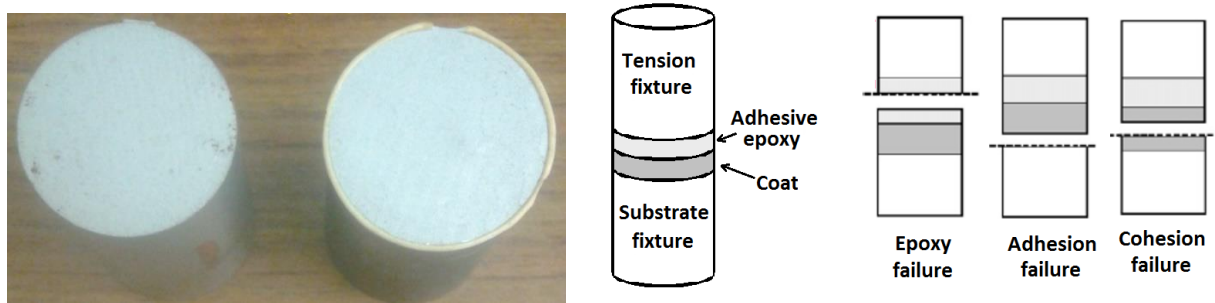 Tension
fixture
Adhesive
epoxy
Coat
Substrate
fixture
Epoxy
failure
Adhesion
failure
Cohesion
failure